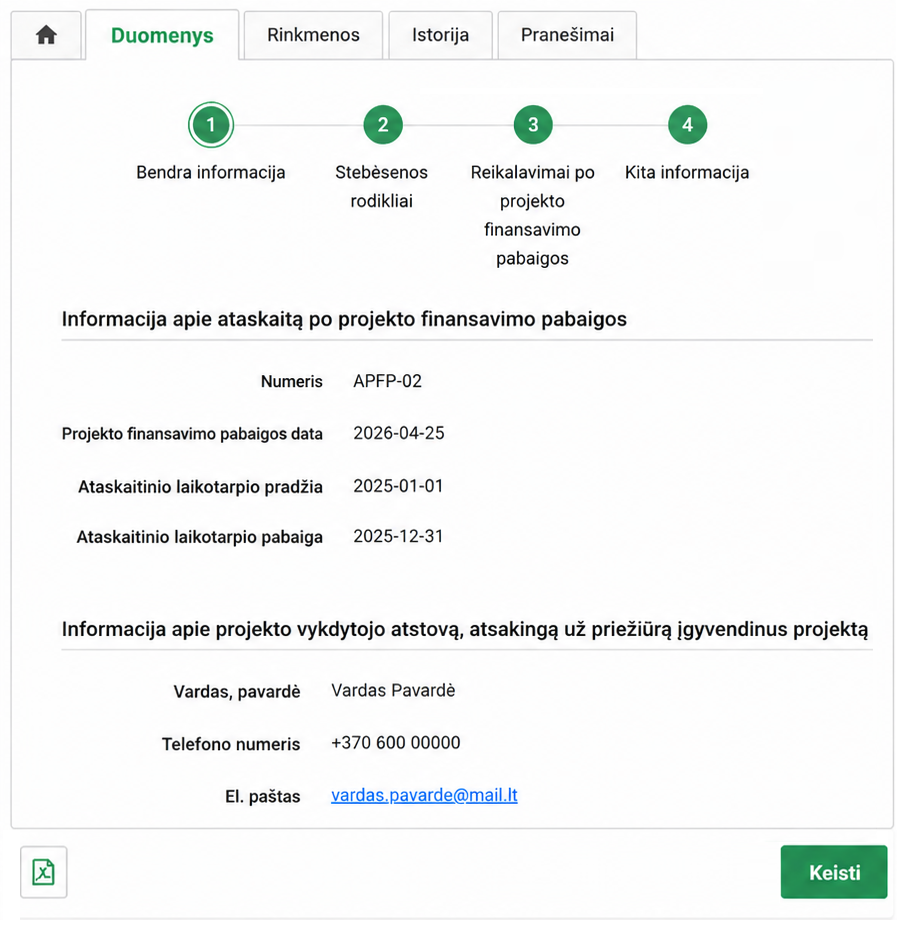 Duomenys
Rinkmenos
Istorija
Pranešimai
1
2
3
4
Bendra informacija
Stebėsenos
rodikliai
Reikalavimai po
projekto
finansavimo
pabaigos
Kita informacija
Informacija apie ataskaitą po projekto finansavimo pabaigos
Numeris APFP-02
Projekto finansavimo pabaigos data 2026-04-25
Ataskaitinio laikotarpio pradžia 2025-01-01
Ataskaitinio laikotarpio pabaiga 2025-12-31
Informacija apie projekto vykdytojo atstovą, atsakingą už priežiūrą įgyvendinus projektą
Vardas, pavardė Vardas Pavardė
Telefono numeris +370 600 00000
El. paštas vardas.pavarde@mail.lt
Keisti